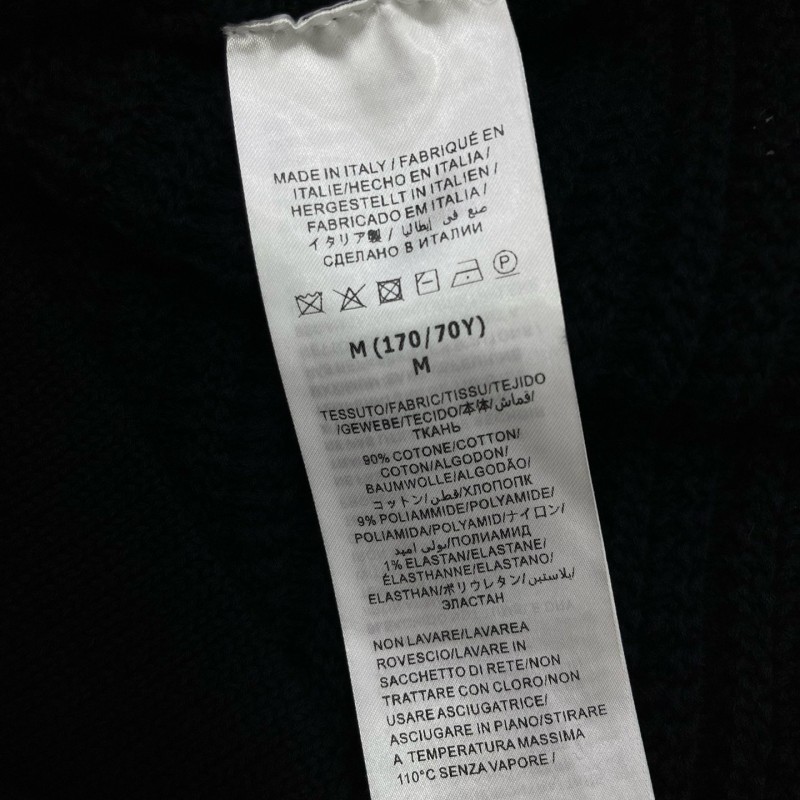 MADE IN ITALY / FABRIQUÉ EN
ITALIE/HECHO EN ITALIA/
HERGESTELLT IN ITALIEN /
FABRICADO EM ITALIA/
イタリア製 / صنع في إيطاليا /
СДЕЛАНО В ИТАЛИИ
P
M (170/70Y)
M
TESSUTO/FABRIC/TISSU/TEJIDO
/GEWEBE/TECIDO/本体/قماش/
ТКАНЬ
90% COTONE/COTTON/
COTON/ALGODON/
BAUMWOLLE/ALGODÃO/
コットン/قطن/ХЛОПОПК
9% POLIAMMIDE/POLYAMIDE/
POLIAMIDA/POLYAMID/ナイロン/
بولي اميد/ПОЛИАМИД
1% ELASTAN/ELASTANE/
ÉLASTHANNE/ELASTANO/
ELASTHAN/ポリウレタン/بلاستين/
ЭЛАСТАН
NON LAVARE/LAVAREA
ROVESCIO/LAVARE IN
SACCHETTO DI RETE/NON
TRATTARE CON CLORO/NON
USARE ASCIUGATRICE/
ASCIUGARE IN PIANO/STIRARE
A TEMPERATURA MASSIMA
110°C SENZA VAPORE /